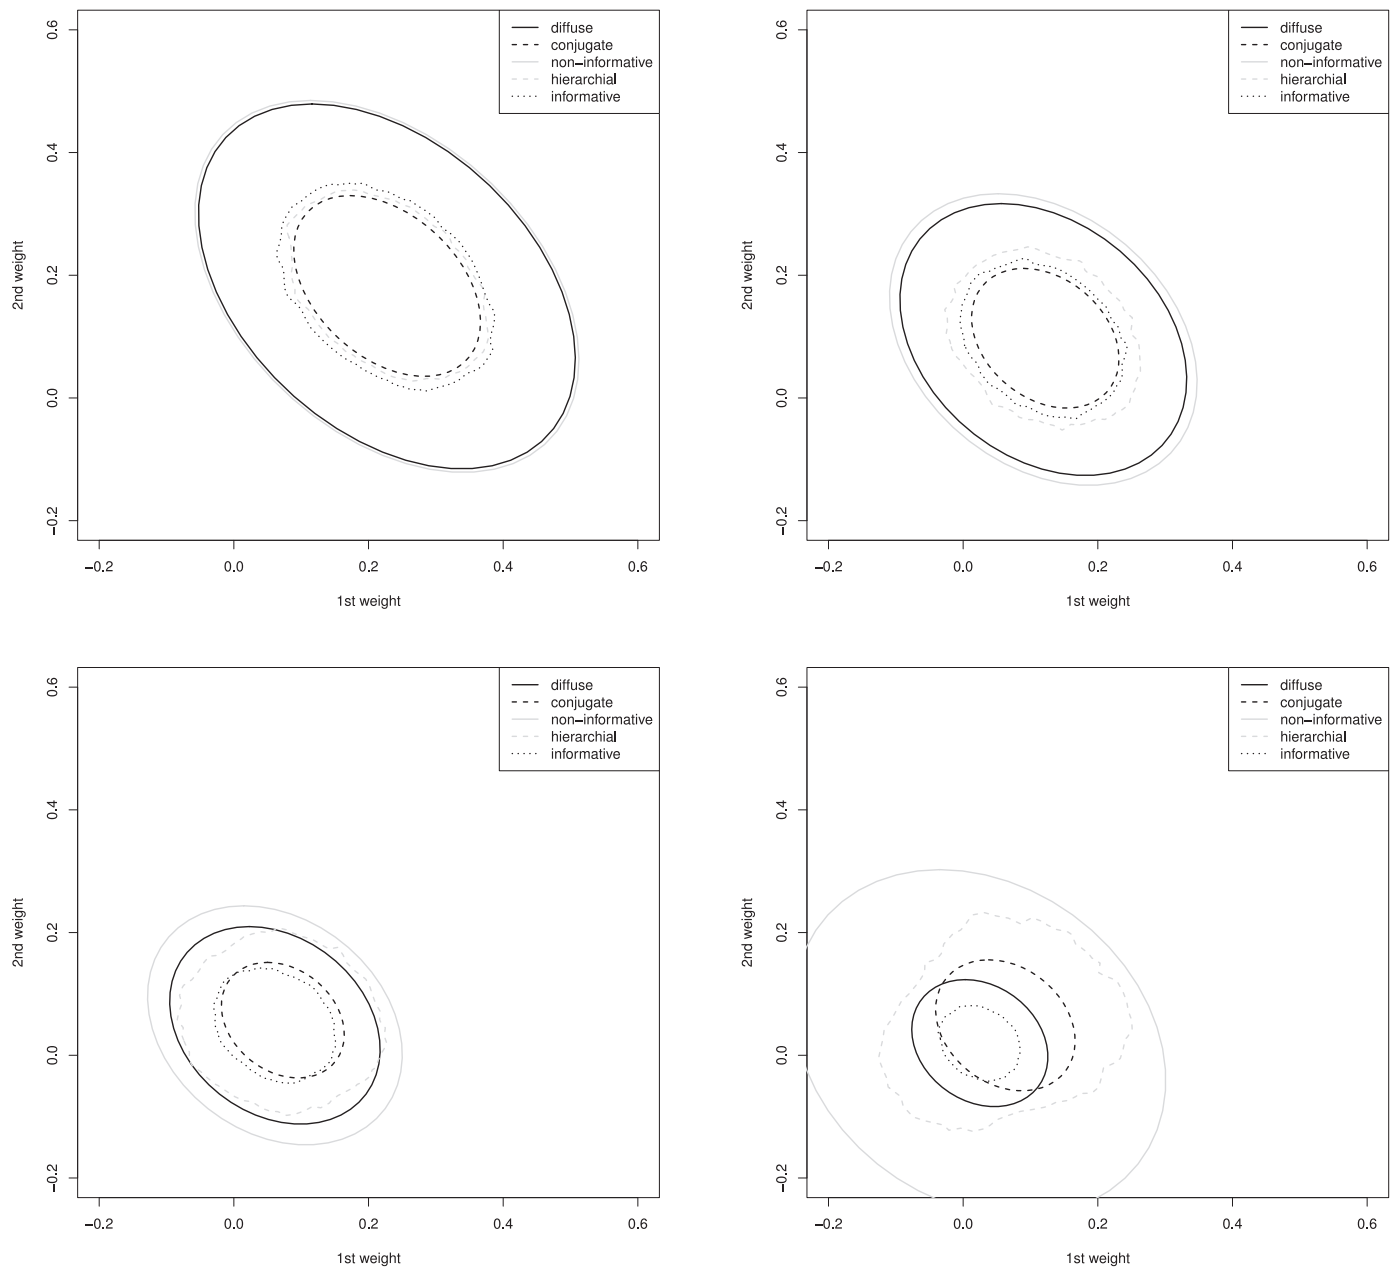 diffuse
conjugate
non−informative
hierarchial
informative
0.6
0.4
0.2
0.0
−0.2
2nd weight
−0.2 0.0 0.2 0.4 0.6
1st weight
diffuse
conjugate
non−informative
hierarchial
informative
0.6
0.4
0.2
0.0
−0.2
2nd weight
−0.2 0.0 0.2 0.4 0.6
1st weight
diffuse
conjugate
non−informative
hierarchial
informative
0.6
0.4
0.2
0.0
−0.2
2nd weight
−0.2 0.0 0.2 0.4 0.6
1st weight
diffuse
conjugate
non−informative
hierarchial
informative
0.6
0.4
0.2
0.0
−0.2
2nd weight
−0.2 0.0 0.2 0.4 0.6
1st weight